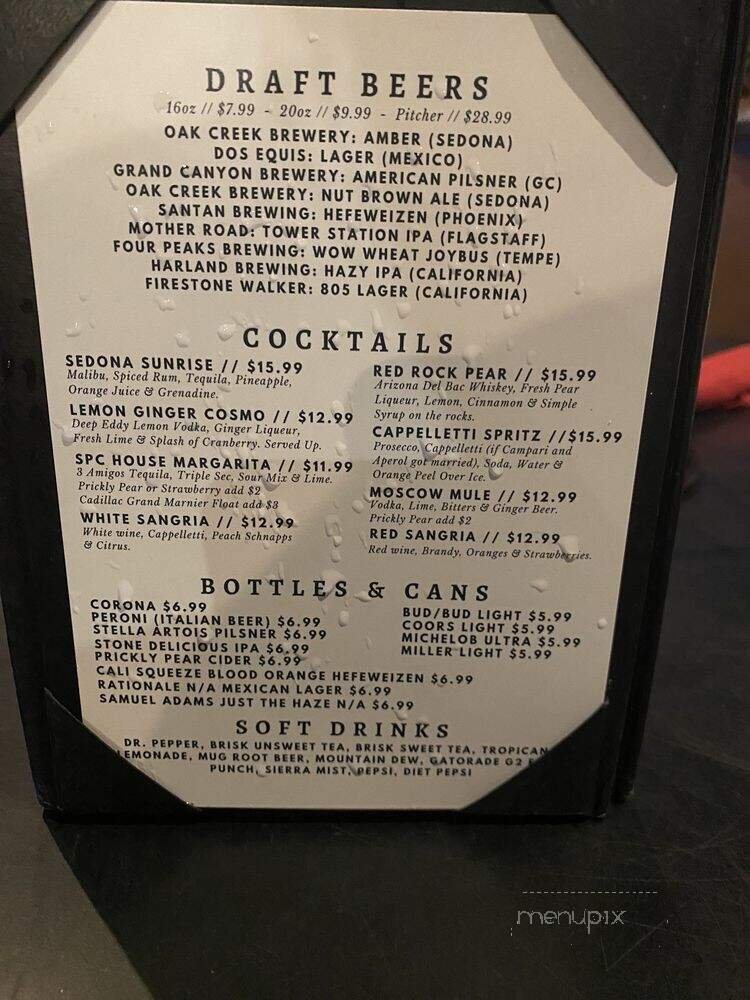 DRAFT BEERS
16oz // $7.99 - 20oz // $9.99 - Pitcher // $28.99
OAK CREEK BREWERY: AMBER (SEDONA)
DOS EQUIS: LAGER (MEXICO)
GRAND CANYON BREWERY: AMERICAN PILSNER (GC)
OAK CREEK BREWERY: NUT BROWN ALE (SEDONA)
SANTAN BREWING: HEFEWEIZEN (PHOENIX)
MOTHER ROAD: TOWER STATION IPA (FLAGSTAFF)
FOUR PEAKS BREWING: WOW WHEAT JOYBUS (TEMPE)
HARLAND BREWING: HAZY IPA (CALIFORNIA)
FIRESTONE WALKER: 805 LAGER (CALIFORNIA)
COCKTAILS
SEDONA SUNRISE // $15.99
Malibu, Spiced Rum, Tequila, Pineapple,
Orange Juice & Grenadine.
LEMON GINGER COSMO // $12.99
Deep Eddy Lemon Vodka, Ginger Liqueur,
Fresh Lime & Splash of Cranberry. Served Up.
SPC HOUSE MARGARITA // $11.99
3 Amigos Tequila, Triple Sec, Sour Mix & Lime.
Prickly Pear or Strawberry add $2
Cadillac Grand Marnier Float add $3
WHITE SANGRIA // $12.99
White wine, Cappelletti, Peach Schnapps
& Citrus.
RED ROCK PEAR // $15.99
Arizona Del Bac Whiskey, Fresh Pear
Liqueur, Lemon, Cinnamon & Simple
Syrup on the rocks.
CAPPELLETTI SPRITZ //$15.99
Prosecco, Cappelletti (if Campari and
Aperol got married), Soda, Water &
Orange Peel Over Ice.
MOSCOW MULE // $12.99
Vodka, Lime, Bitters & Ginger Beer.
Prickly Pear add $2
RED SANGRIA // $12.99
Red wine, Brandy, Oranges & Strawberries.
BOTTLES & CANS
CORONA $6.99
PERONI (ITALIAN BEER) $6.99
STELLA ARTOIS PILSNER $6.99
STONE DELICIOUS IPA $6.99
PRICKLY PEAR CIDER $6.99
CALI SQUEEZE BLOOD ORANGE HEFEWEIZEN $6.99
RATIONALE N/A MEXICAN LAGER $6.99
SAMUEL ADAMS JUST THE HAZE N/A $6.99
BUD/BUD LIGHT $5.99
COORS LIGHT $5.99
MICHELOB ULTRA $5.99
MILLER LIGHT $5.99
SOFT DRINKS
DR. PEPPER, BRISK UNSWEET TEA, BRISK SWEET TEA, TROPICAN
EMONADE, MUG ROOT BEER, MOUNTAIN DEW, GATORADE G2
PUNCH, SIERRA MIST, PEPSI, DIET PEPSI
menupix